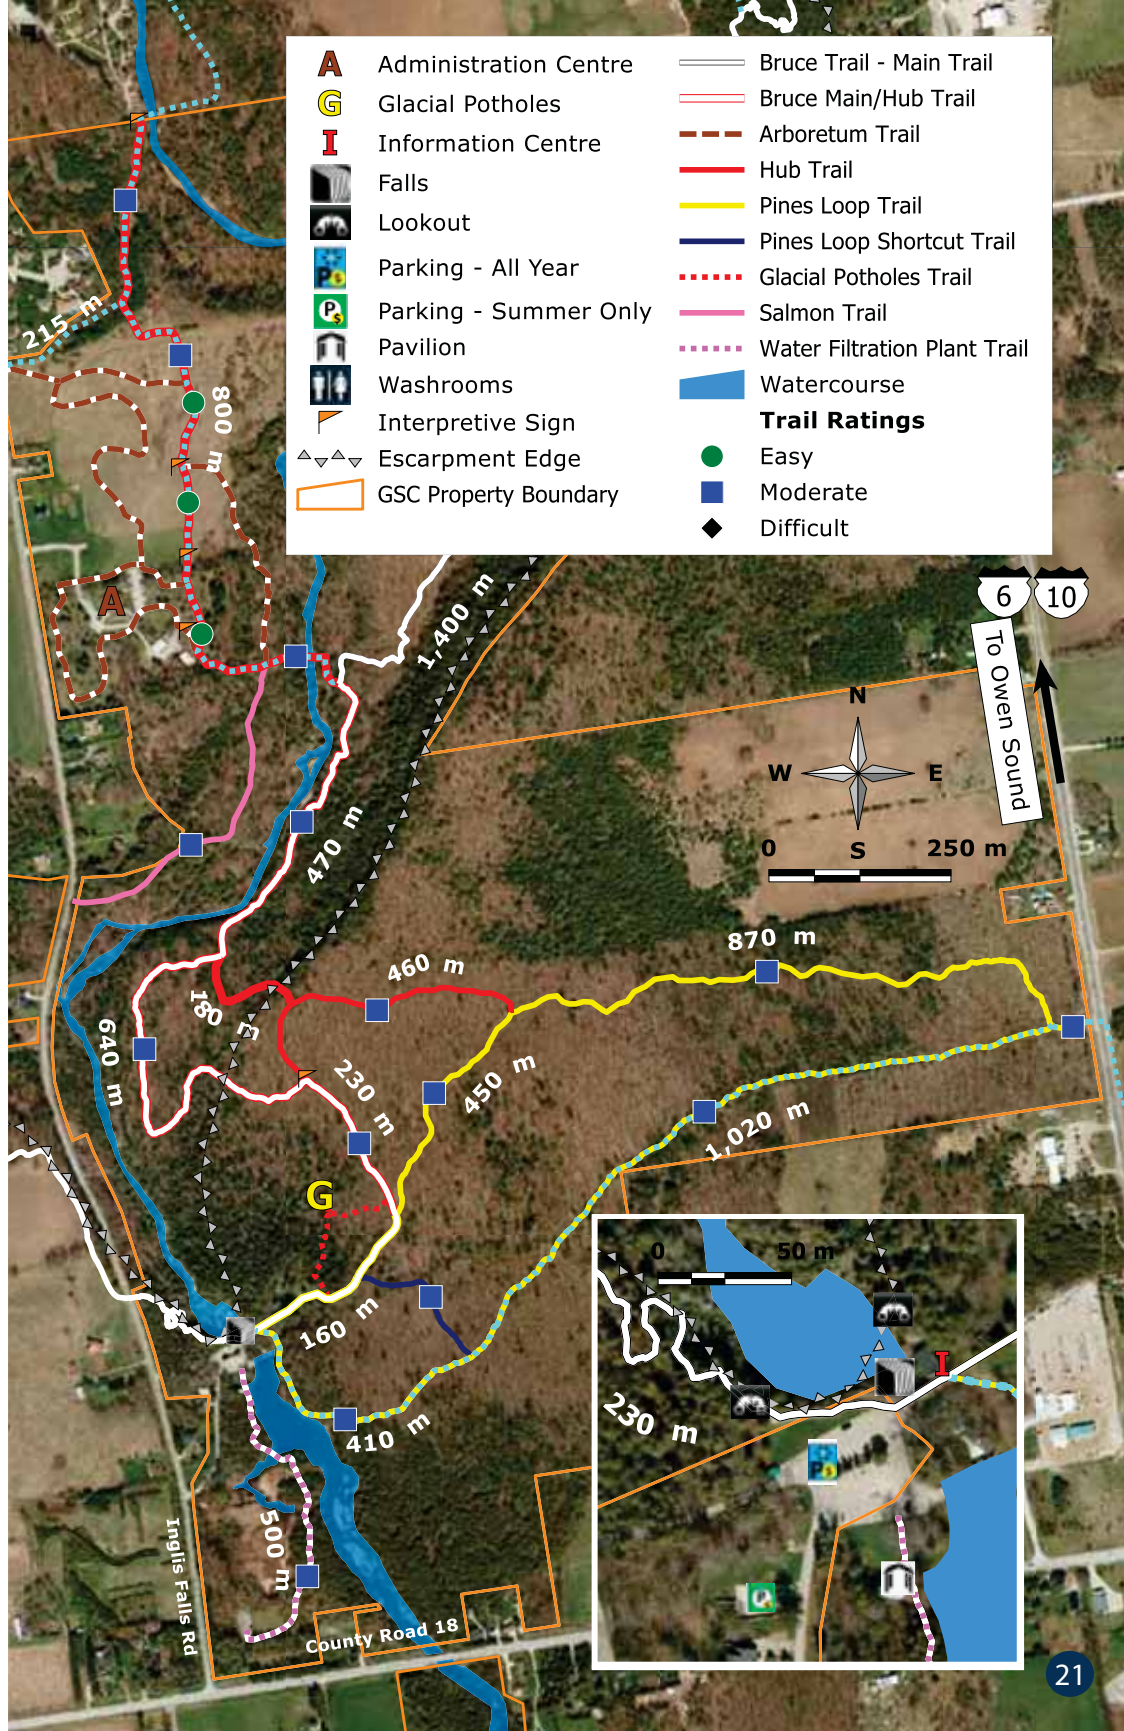 A Administration Centre
G Glacial Potholes
I Information Centre
Falls
Lookout
Parking - All Year
Parking - Summer Only
Pavilion
Washrooms
Interpretive Sign
Escarpment Edge
GSC Property Boundary
Bruce Trail - Main Trail
Bruce Main/Hub Trail
Arboretum Trail
Hub Trail
Pines Loop Trail
Pines Loop Shortcut Trail
Glacial Potholes Trail
Salmon Trail
Water Filtration Plant Trail
Watercourse
Trail Ratings
Easy
Moderate
Difficult
215 m
800 m
A
1,400 m
6 10
To Owen Sound
N
W E
S
0 250 m
470 m
870 m
460 m
180 m
640 m
230 m
450 m
1,020 m
G
160 m
410 m
500 m
Inglis Falls Rd
County Road 18
0 50 m
I
230 m
21